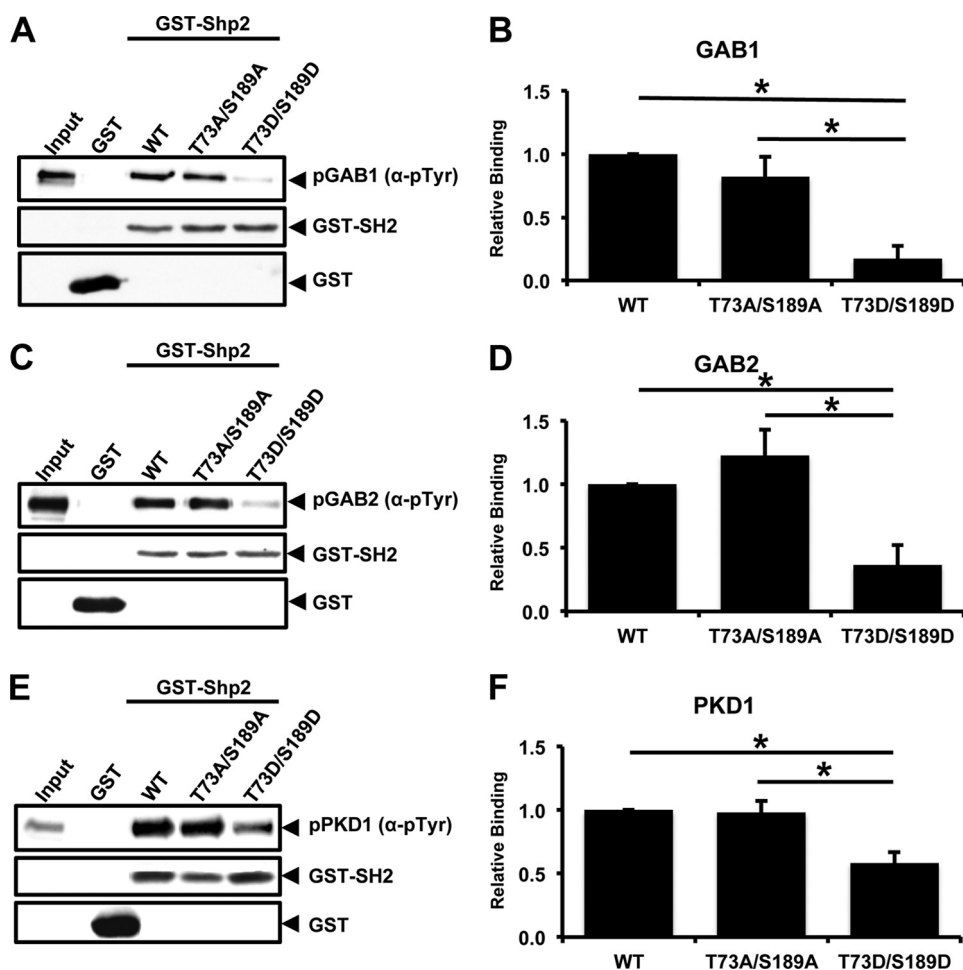 A
GST-Shp2
Input
GST
WT
T73A/S189A
T73D/S189D
pGAB1 (α-pTyr)
GST-SH2
GST
B
GAB1
*
*
Relative Binding
1.5
1.0
0.5
0.0
WT
T73A/S189A
T73D/S189D
C
GST-Shp2
Input
GST
WT
T73A/S189A
T73D/S189D
pGAB2 (α-pTyr)
GST-SH2
GST
D
GAB2
*
*
Relative Binding
1.5
1.0
0.5
0.0
WT
T73A/S189A
T73D/S189D
E
GST-Shp2
Input
GST
WT
T73A/S189A
T73D/S189D
pPKD1 (α-pTyr)
GST-SH2
GST
F
PKD1
*
*
Relative Binding
1.5
1.0
0.5
0.0
WT
T73A/S189A
T73D/S189D